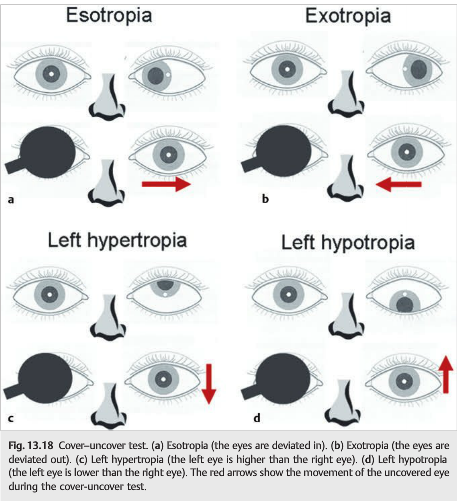 Esotropia
Exotropia
a
b
Left hypertropia
Left hypotropia
c
d
Fig. 13.18 Cover–uncover test. (a) Esotropia (the eyes are deviated in). (b) Exotropia (the eyes are
deviated out). (c) Left hypertropia (the left eye is higher than the right eye). (d) Left hypotropia
(the left eye is lower than the right eye). The red arrows show the movement of the uncovered eye
during the cover-uncover test.